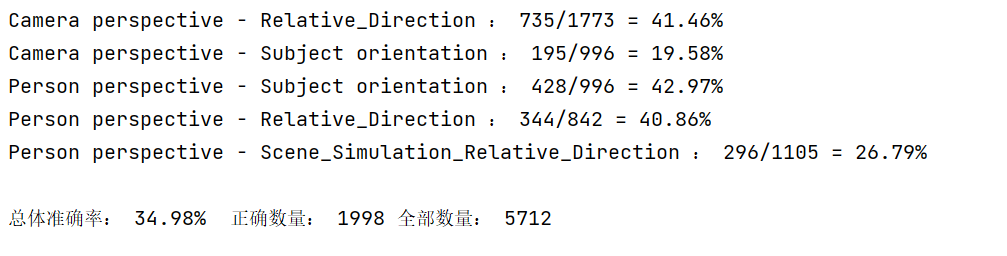 Camera perspective - Relative_Direction : 735/1773 = 41.46%
Camera perspective - Subject orientation : 195/996 = 19.58%
Person perspective - Subject orientation : 428/996 = 42.97%
Person perspective - Relative_Direction : 344/842 = 40.86%
Person perspective - Scene_Simulation_Relative_Direction : 296/1105 = 26.79%
总体准确率: 34.98% 正确数量: 1998 全部数量: 5712